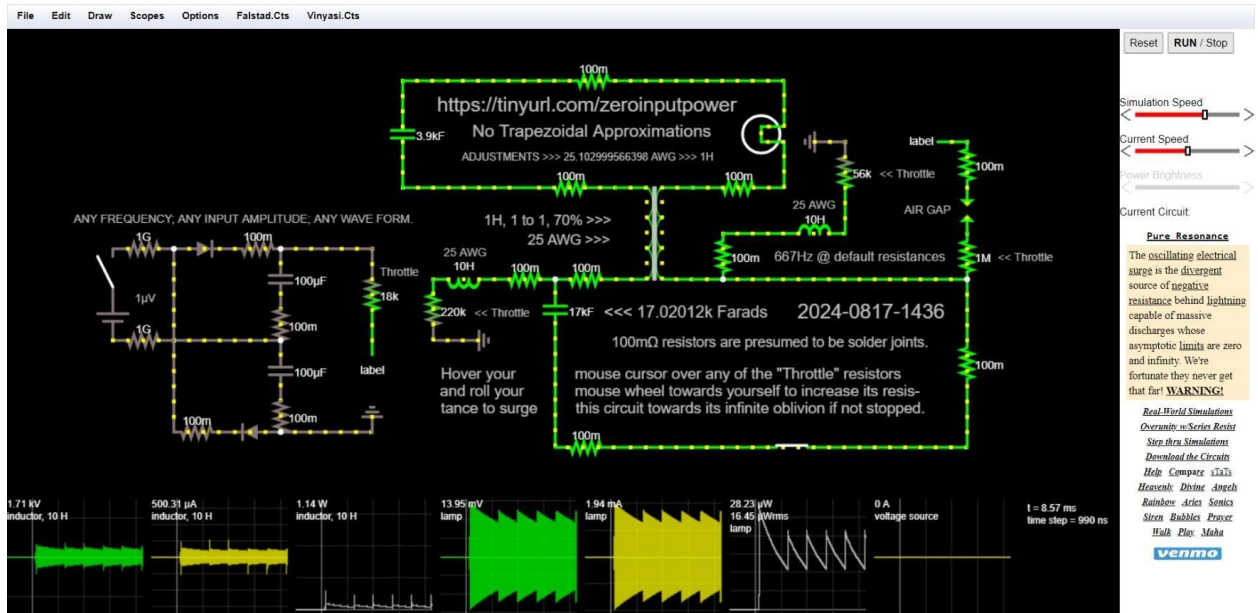 File Edit Draw Scopes Options Falstad.Cts Vinyasi.Cts
Reset RUN / Stop
100m
https://tinyurl.com/zeroinputpower
3.9kF
No Trapezoidal Approximations
ADJUSTMENTS >>> 25.102999566398 AWG >>> 1H
100m
100m
label
100m
56k << Throttle
AIR GAP
25 AWG
10H
100m
667Hz @ default resistances
1M << Throttle
1H, 1 to 1, 70% >>>
25 AWG >>>
ANY FREQUENCY; ANY INPUT AMPLITUDE; ANY WAVE FORM.
1G
100m
100µF
Throttle
18k
1µV
1G
100m
100µF
label
100m
100m
25 AWG
10H
100m
100m
220k << Throttle
17kF <<< 17.02012k Farads 2024-0817-1436
100mΩ resistors are presumed to be solder joints.
100m
Hover your mouse cursor over any of the "Throttle" resistors
and roll your mouse wheel towards yourself to increase its resis-
tance to surge this circuit towards its infinite oblivion if not stopped.
100m
Simulation Speed
Current Speed
Power Brightness
Current Circuit:
Pure Resonance
The oscillating electrical
surge is the divergent
source of negative
resistance behind lightning
capable of massive
discharges whose
asymptotic limits are zero
and infinity. We're
fortunate they never get
that far! WARNING!
Real-World Simulations
Overunity w/Series Resist
Step thru Simulations
Download the Circuits
Help Compare sTaTs
Heavenly Divine Angels
Rainbow Aries Sonics
Siren Bubbles Prayer
Walk Play Maha
venmo
1.71 kV
inductor, 10 H
500.31 µA
inductor, 10 H
1.14 W
inductor, 10 H
13.95 mV
lamp
1.94 mA
lamp
28.23 µW
16.45 µWrms
lamp
0 A
voltage source
t = 8.57 ms
time step = 990 ns